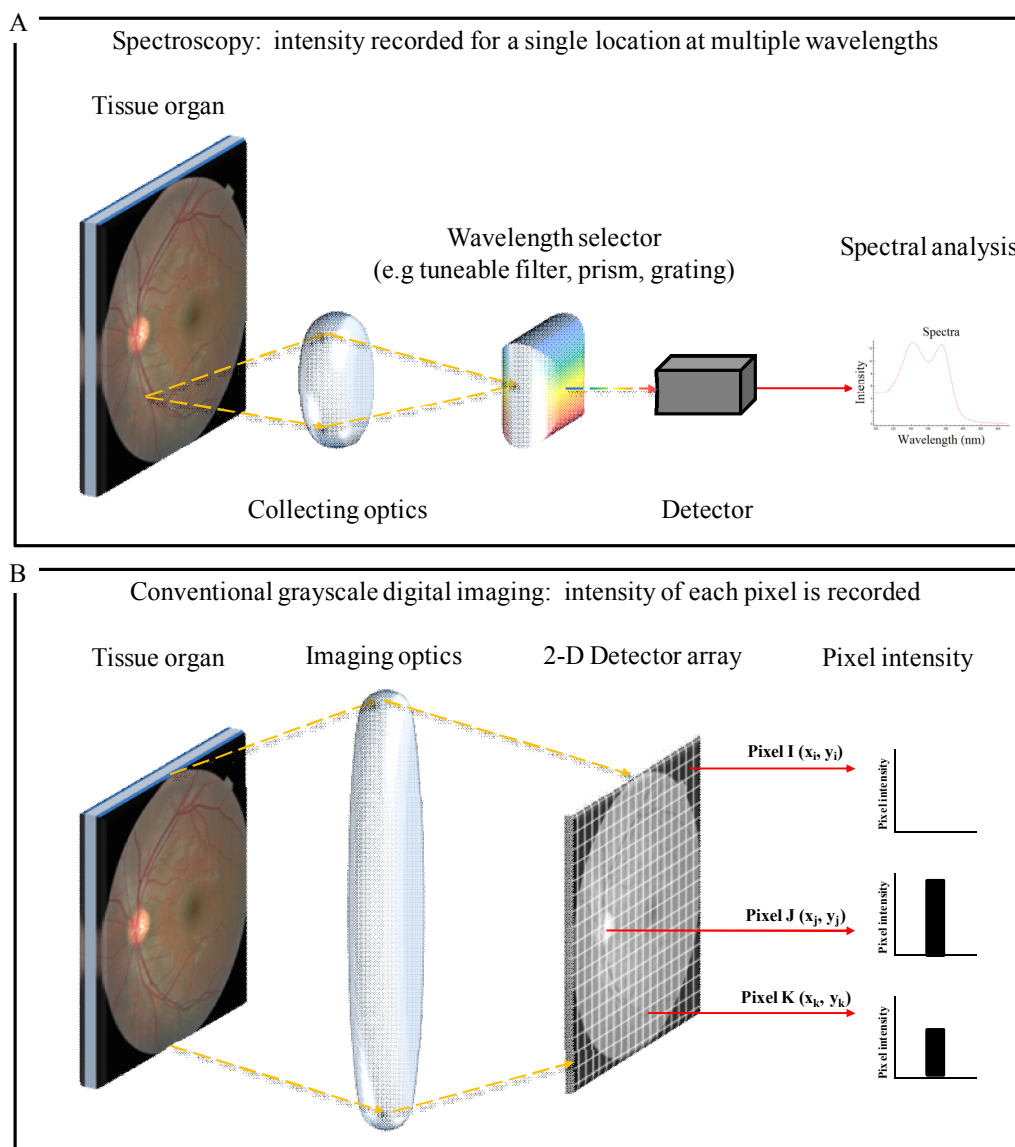 A
Spectroscopy: intensity recorded for a single location at multiple wavelengths
Tissue organ
Wavelength selector
(e.g tuneable filter, prism, grating)
Spectral analysis
Spectra
Intensity
Wavelength (nm)
Collecting optics
Detector
B
Conventional grayscale digital imaging: intensity of each pixel is recorded
Tissue organ
Imaging optics
2-D Detector array
Pixel intensity
Pixel I (xᵢ, yᵢ)
Pixel intensity
Pixel J (xⱼ, yⱼ)
Pixel intensity
Pixel K (xₖ, yₖ)
Pixel intensity